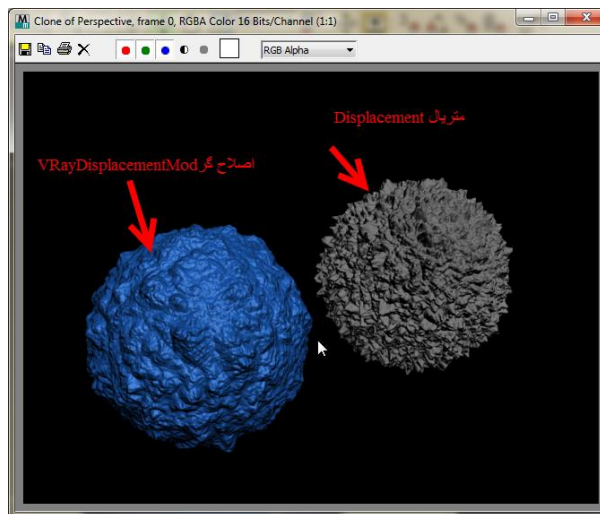 Clone of Perspective, frame 0, RGBA Color 16 Bits/Channel (1:1)
RGB Alpha
متریال Displacement
اصلاح گر VRayDisplacementMod